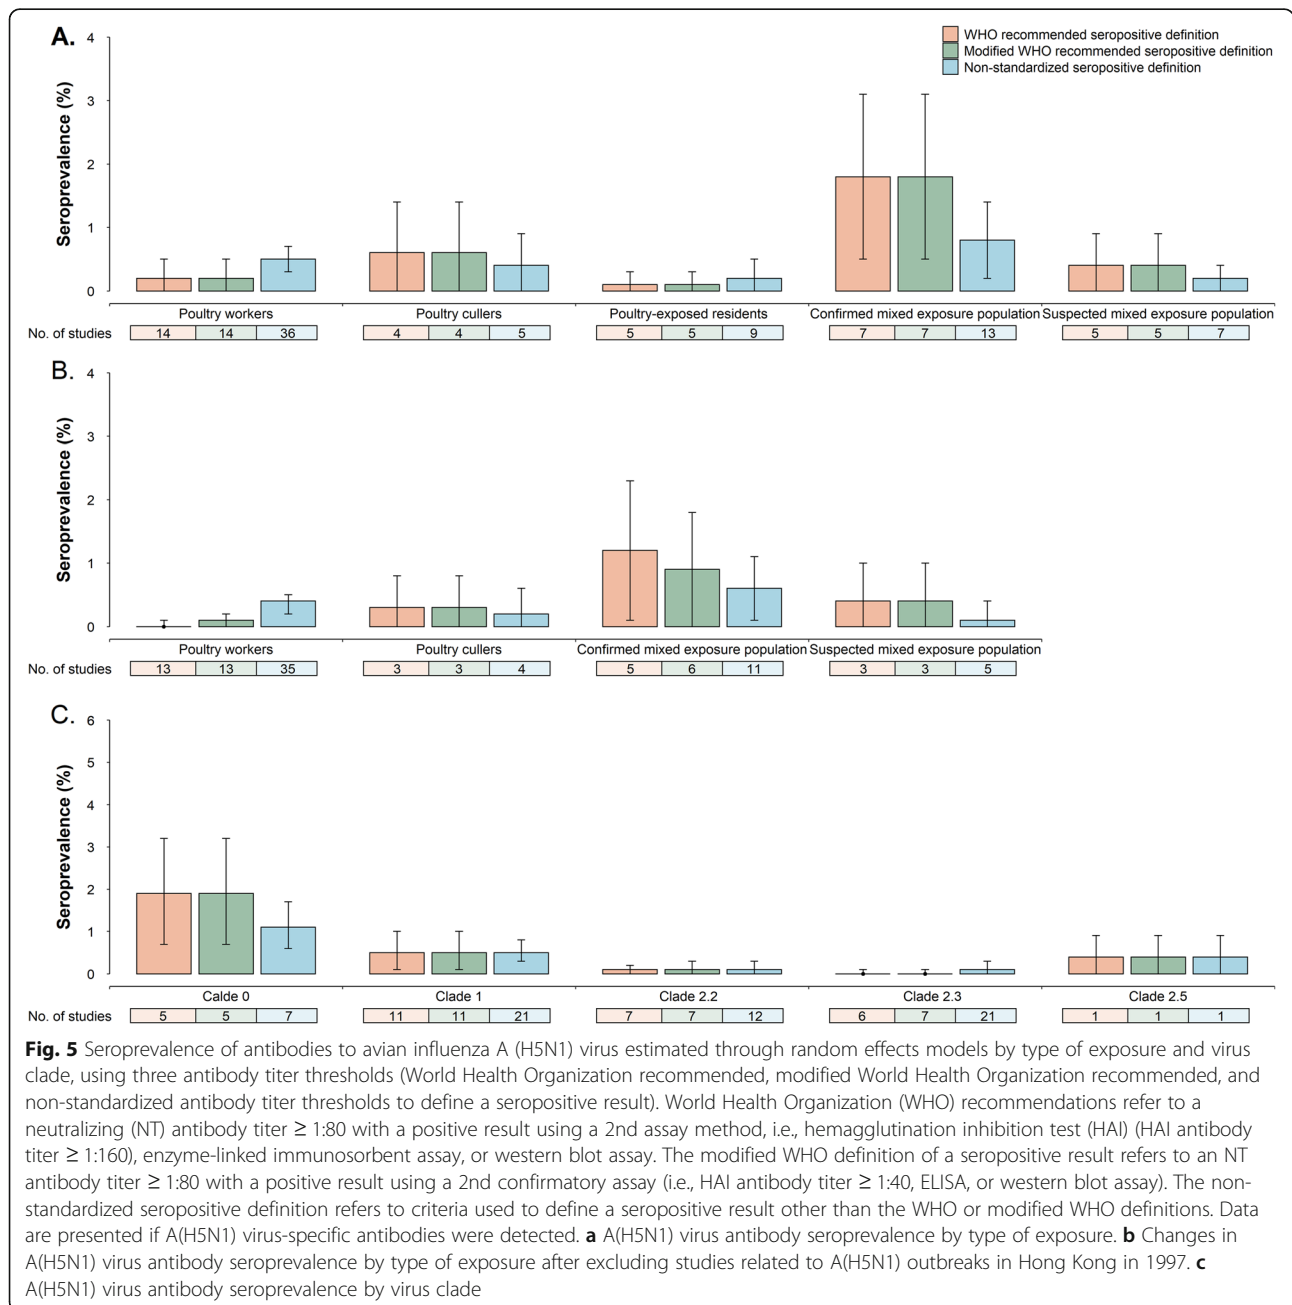 A.
WHO recommended seropositive definition
Modified WHO recommended seropositive definition
Non-standardized seropositive definition
Seroprevalence (%)
4
3
2
1
0
Poultry workers Poultry cullers Poultry-exposed residents Confirmed mixed exposure population Suspected mixed exposure population
No. of studies 14 14 36 4 4 5 5 5 9 7 7 13 5 5 7
B.
Seroprevalence (%)
4
3
2
1
0
Poultry workers Poultry cullers Confirmed mixed exposure population Suspected mixed exposure population
No. of studies 13 13 35 3 3 4 5 6 11 3 3 5
C.
Seroprevalence (%)
6
5
4
3
2
1
0
Calde 0 Clade 1 Clade 2.2 Clade 2.3 Clade 2.5
No. of studies 5 5 7 11 11 21 7 7 12 6 7 21 1 1 1
Fig. 5 Seroprevalence of antibodies to avian influenza A (H5N1) virus estimated through random effects models by type of exposure and virus
clade, using three antibody titer thresholds (World Health Organization recommended, modified World Health Organization recommended, and
non-standardized antibody titer thresholds to define a seropositive result). World Health Organization (WHO) recommendations refer to a
neutralizing (NT) antibody titer ≥ 1:80 with a positive result using a 2nd assay method, i.e., hemagglutination inhibition test (HAI) (HAI antibody
titer ≥ 1:160), enzyme-linked immunosorbent assay, or western blot assay. The modified WHO definition of a seropositive result refers to an NT
antibody titer ≥ 1:80 with a positive result using a 2nd confirmatory assay (i.e., HAI antibody titer ≥ 1:40, ELISA, or western blot assay). The non-
standardized seropositive definition refers to criteria used to define a seropositive result other than the WHO or modified WHO definitions. Data
are presented if A(H5N1) virus-specific antibodies were detected. a A(H5N1) virus antibody seroprevalence by type of exposure. b Changes in
A(H5N1) virus antibody seroprevalence by type of exposure after excluding studies related to A(H5N1) outbreaks in Hong Kong in 1997. c
A(H5N1) virus antibody seroprevalence by virus clade